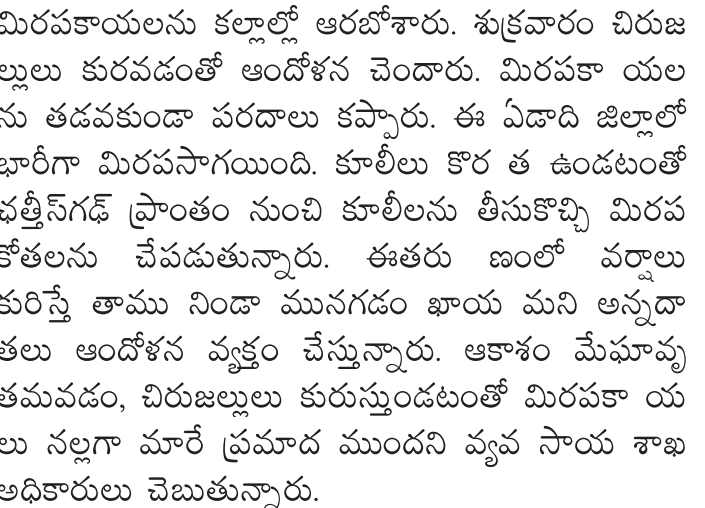 మిరపకాయలను కల్లాల్లో ఆరబోశారు. శుక్రవారం చిరుజ
ల్లులు కురవడంతో ఆందోళన చెందారు. మిరపకా యల
ను తడవకుండా పరదాలు కప్పారు. ఈ ఏడాది జిల్లాలో
భారీగా మిరపసాగయింది. కూలీలు కొర త ఉండటంతో
ఛత్తీస్‌గఢ్ ప్రాంతం నుంచి కూలీలను తీసుకొచ్చి మిరప
కోతలను చేపడుతున్నారు. ఈతరు ణంలో వర్షాలు
కురిస్తే తాము నిండా మునగడం ఖాయ మని అన్నదా
తలు ఆందోళన వ్యక్తం చేస్తున్నారు. ఆకాశం మేఘావృ
తమవడం, చిరుజల్లులు కురుస్తుండటంతో మిరపకా య
లు నల్లగా మారే ప్రమాద ముందని వ్యవ సాయ శాఖ
అధికారులు చెబుతున్నారు.